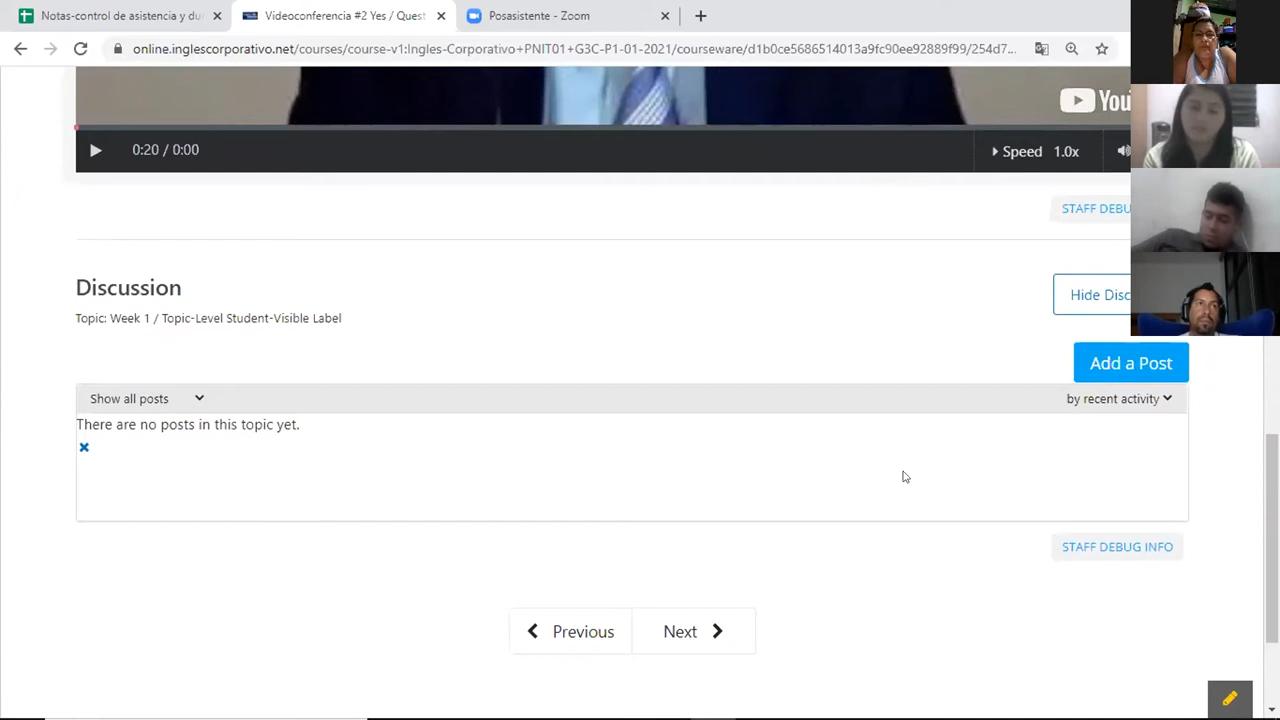 Notas-control de asistencia y du
Videoconferencia #2 Yes / Quest
Posasistente - Zoom
online.inglescorporativo.net/courses/course-v1:Ingles-Corporativo+PNIT01+G3C-P1-01-2021/courseware/d1b0ce5686514013a9fc90ee92889f99/254d7...
You
0:20 / 0:00
Speed 1.0x
STAFF DEBU
Discussion
Hide Disc
Topic: Week 1 / Topic-Level Student-Visible Label
Add a Post
Show all posts
by recent activity
There are no posts in this topic yet.
STAFF DEBUG INFO
Previous
Next